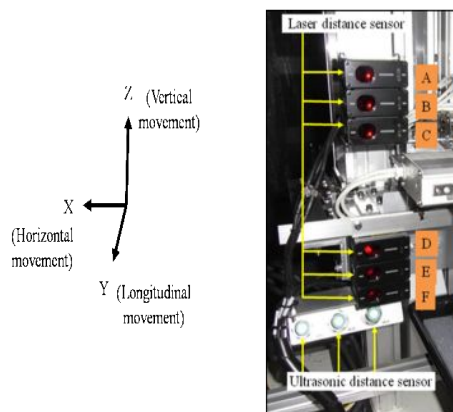 Z (Vertical
movement)
X
(Horizontal
movement)
Y (Longitudinal
movement)
Laser distance sensor
A
B
C
D
E
F
Ultrasonic distance sensor